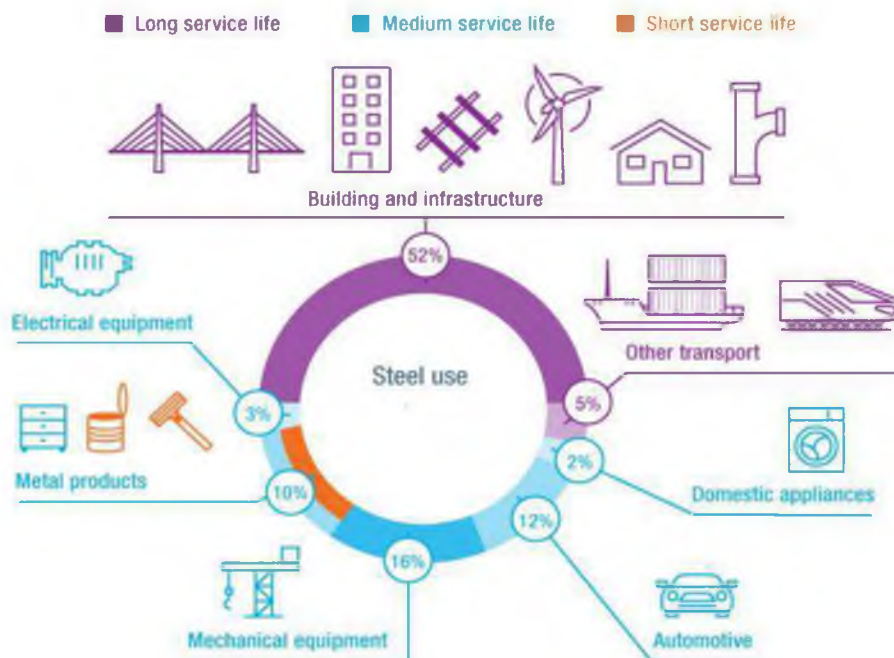 Long service life
Medium service life
Short service life
Building and infrastructure
52%
Electrical equipment
Other transport
Steel use
3%
5%
Metal products
2%
Domestic appliances
10%
12%
16%
Mechanical equipment
Automotive